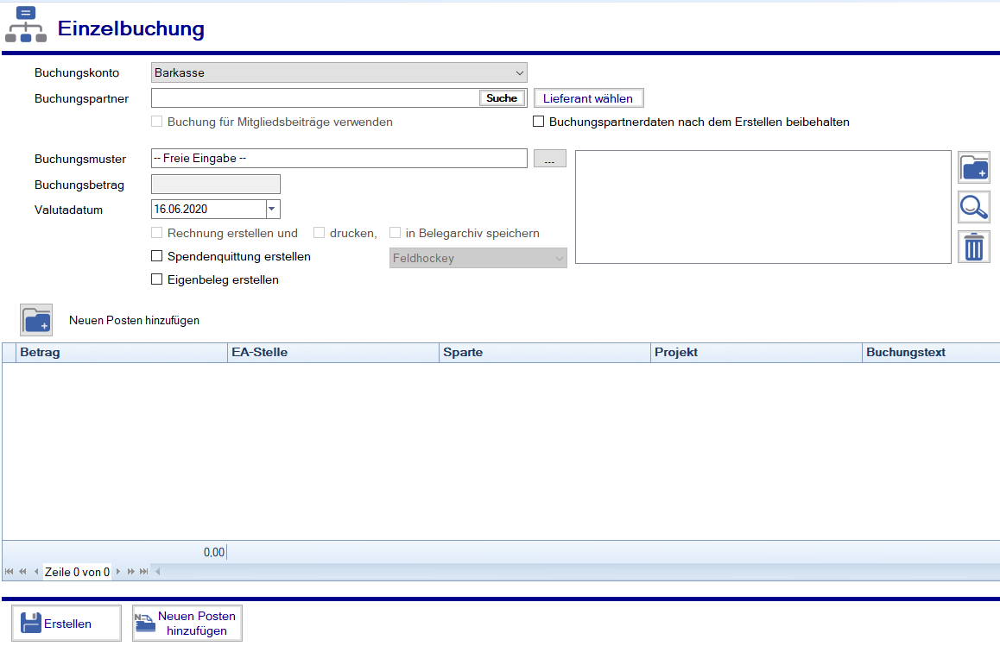 Einzelbuchung
Buchungskonto Barkasse
Buchungspartner Suche Lieferant wählen
Buchung für Mitgliedsbeiträge verwenden Buchungspartnerdaten nach dem Erstellen beibehalten
Buchungsmuster -- Freie Eingabe -- ...
Buchungsbetrag
Valutadatum 16.06.2020
Rechnung erstellen und drucken, in Belegarchiv speichern
Spendenquittung erstellen Feldhockey
Eigenbeleg erstellen
Neuen Posten hinzufügen
Betrag EA-Stelle Sparte Projekt Buchungstext
0,00
Zeile 0 von 0
Erstellen
Neuen Posten
hinzufügen